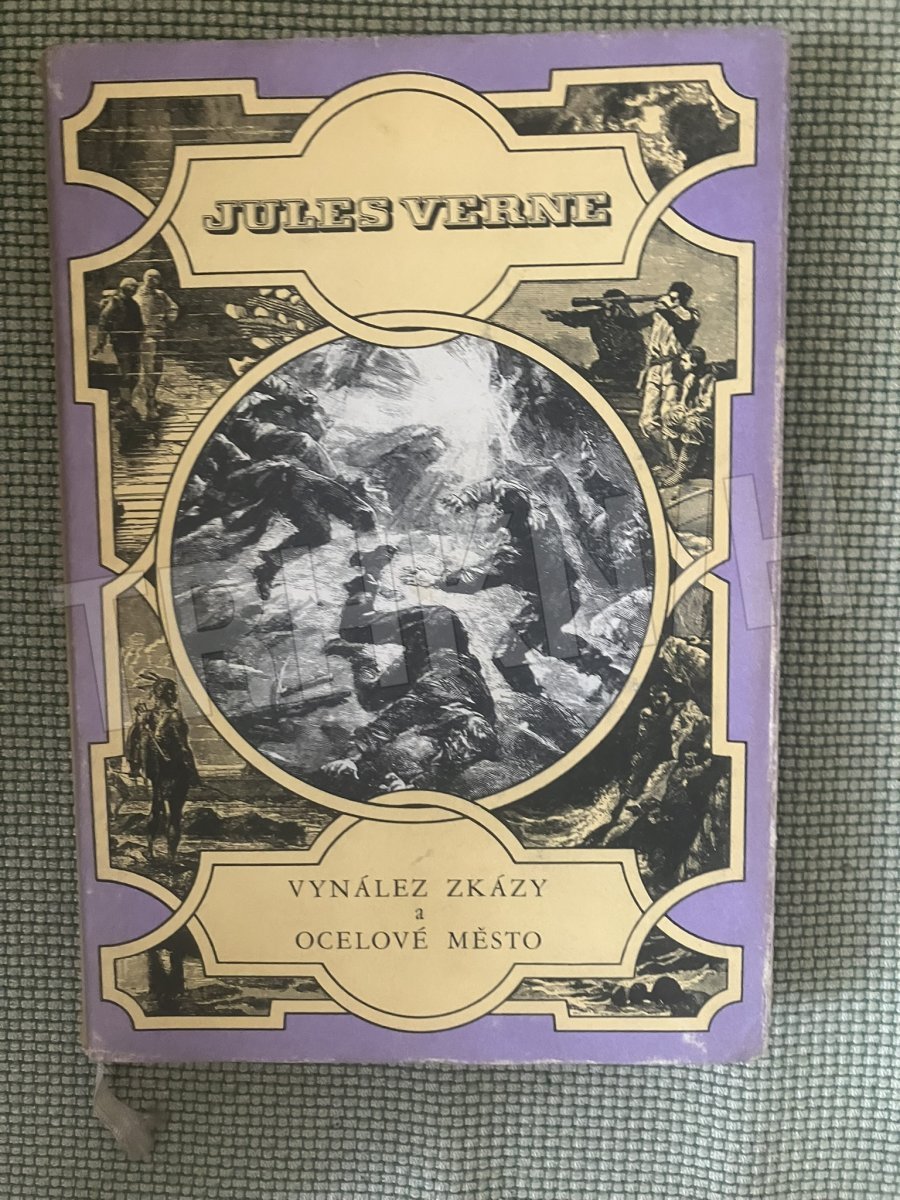 JULES VERNE
VYNÁLEZ ZKÁZY
a
OCELOVÉ MĚSTO